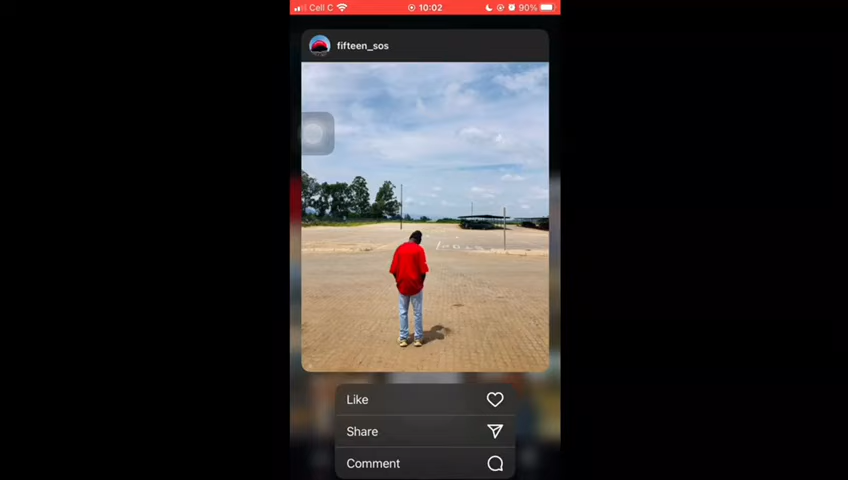 Cell C 10:02 90%
fifteen_sos
Like
Share
Comment